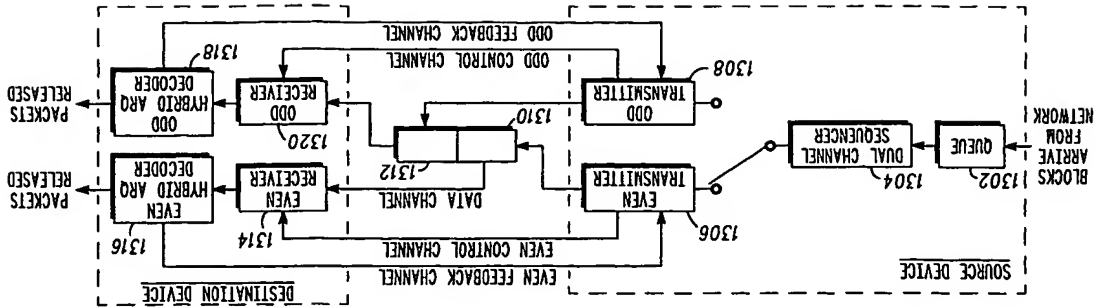 SOURCE DEVICE
BLOCKS
ARRIVE
FROM
NETWORK
QUEUE
1302
DUAL CHANNEL
SEQUENCER
1304
ODD
TRANSMITTER
1308
EVEN
TRANSMITTER
1306
ODD FEEDBACK CHANNEL
ODD CONTROL CHANNEL
1310
1312
DATA CHANNEL
EVEN CONTROL CHANNEL
EVEN FEEDBACK CHANNEL
DESTINATION DEVICE
ODD
RECEIVER
1320
ODD
HYBRID ARQ
DECODER
1318
PACKETS
RELEASED
EVEN
RECEIVER
1314
EVEN
HYBRID ARQ
DECODER
1316
PACKETS
RELEASED